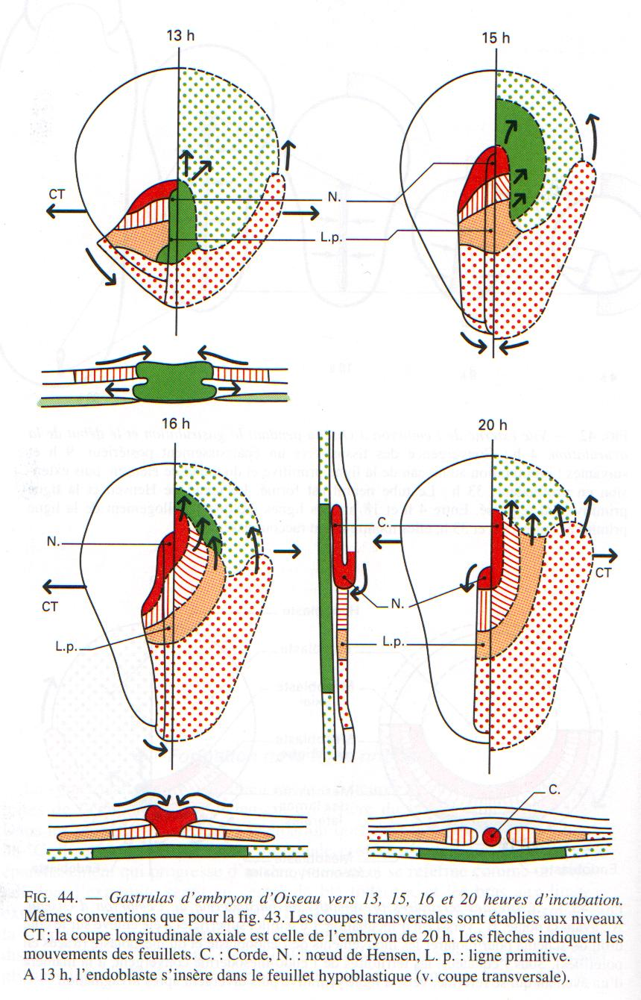 13 h
15 h
CT
N.
L.p.
16 h
20 h
N.
C.
CT
CT
N.
L.p.
L.p.
C.
FIG. 44. — Gastrulas d'embryon d'Oiseau vers 13, 15, 16 et 20 heures d'incubation.
Mêmes conventions que pour la fig. 43. Les coupes transversales sont établies aux niveaux
CT ; la coupe longitudinale axiale est celle de l'embryon de 20 h. Les flèches indiquent les
mouvements des feuillets. C. : Corde, N. : nœud de Hensen, L. p. : ligne primitive.
A 13 h, l'endoblaste s'insère dans le feuillet hypoblastique (v. coupe transversale).